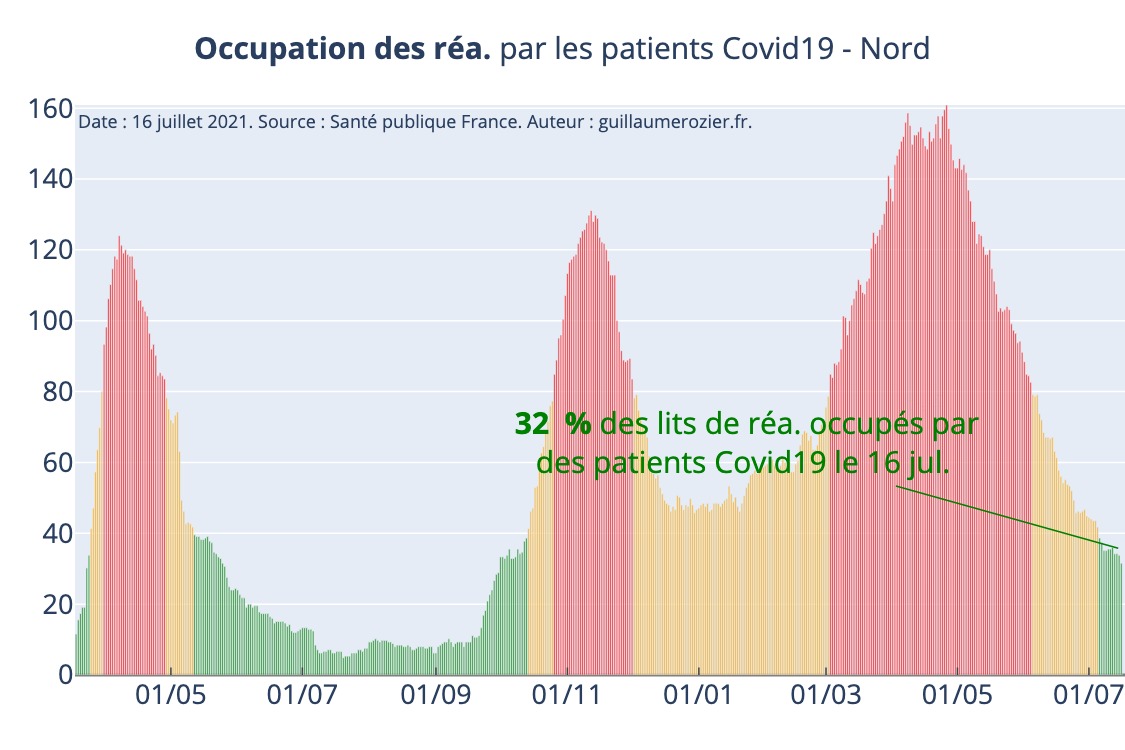 Occupation des réa. par les patients Covid19 - Nord
160
Date : 16 juillet 2021. Source : Santé publique France. Auteur : guillaumerozier.fr.
140
120
100
80
32 % des lits de réa. occupés par
des patients Covid19 le 16 jul.
60
40
20
0
01/05 01/07 01/09 01/11 01/01 01/03 01/05 01/07